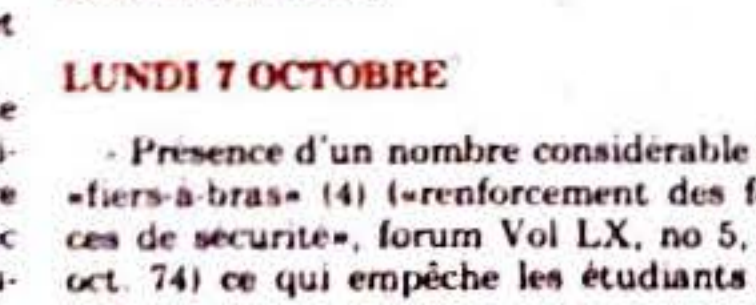 LUNDI 7 OCTOBRE
- Présence d'un nombre considérable
«fiers-à-bras» (4) («renforcement des f
ces de sécurité», forum Vol LX, no 5,
oct. 74) ce qui empêche les étudiants